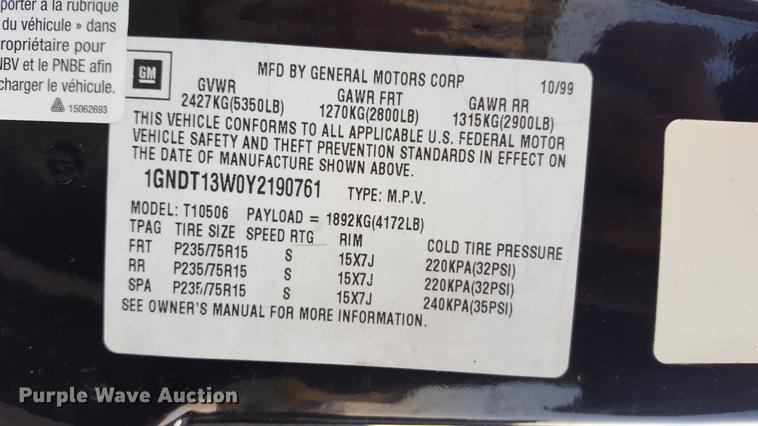 porter à la rubrique
du véhicule » dans
ropriétaire pour
NBV et le PNBE afin
charger le véhicule.
15062693
GM
MFD BY GENERAL MOTORS CORP 10/99
GVWR GAWR FRT GAWR RR
2427KG(5350LB) 1270KG(2800LB) 1315KG(2900LB)
THIS VEHICLE CONFORMS TO ALL APPLICABLE U.S. FEDERAL MOTOR
VEHICLE SAFETY AND THEFT PREVENTION STANDARDS IN EFFECT ON
THE DATE OF MANUFACTURE SHOWN ABOVE.
1GNDT13W0Y2190761 TYPE: M.P.V.
MODEL: T10506 PAYLOAD = 1892KG(4172LB)
TPAG TIRE SIZE SPEED RTG RIM COLD TIRE PRESSURE
FRT P235/75R15 S 15X7J 220KPA(32PSI)
RR P235/75R15 S 15X7J 220KPA(32PSI)
SPA P235/75R15 S 15X7J 240KPA(35PSI)
SEE OWNER'S MANUAL FOR MORE INFORMATION.
Purple Wave Auction